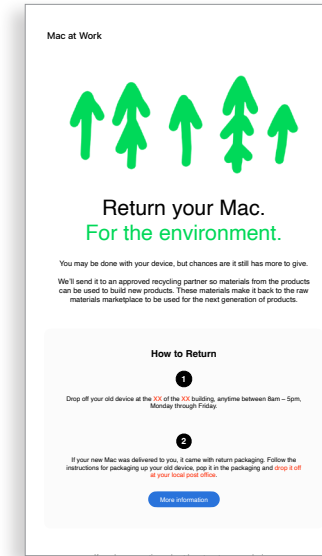 Mac at Work
Return your Mac.
For the environment.
You may be done with your device, but chances are it still has more to give.
We'll send it to an approved recycling partner so materials from the products
can be used to build new products. These materials make it back to the raw
materials marketplace to be used for the next generation of products.
How to Return
1
Drop off your old device at the XX of the XX building, anytime between 8am – 5pm,
Monday through Friday.
2
If your new Mac was delivered to you, it came with return packaging. Follow the
instructions for packaging up your old device, pop it in the packaging and drop it off
at your local post office.
More information